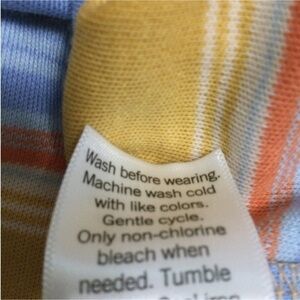 Wash before wearing.
Machine wash cold
with like colors.
Gentle cycle.
Only non-chlorine
bleach when
needed. Tumble